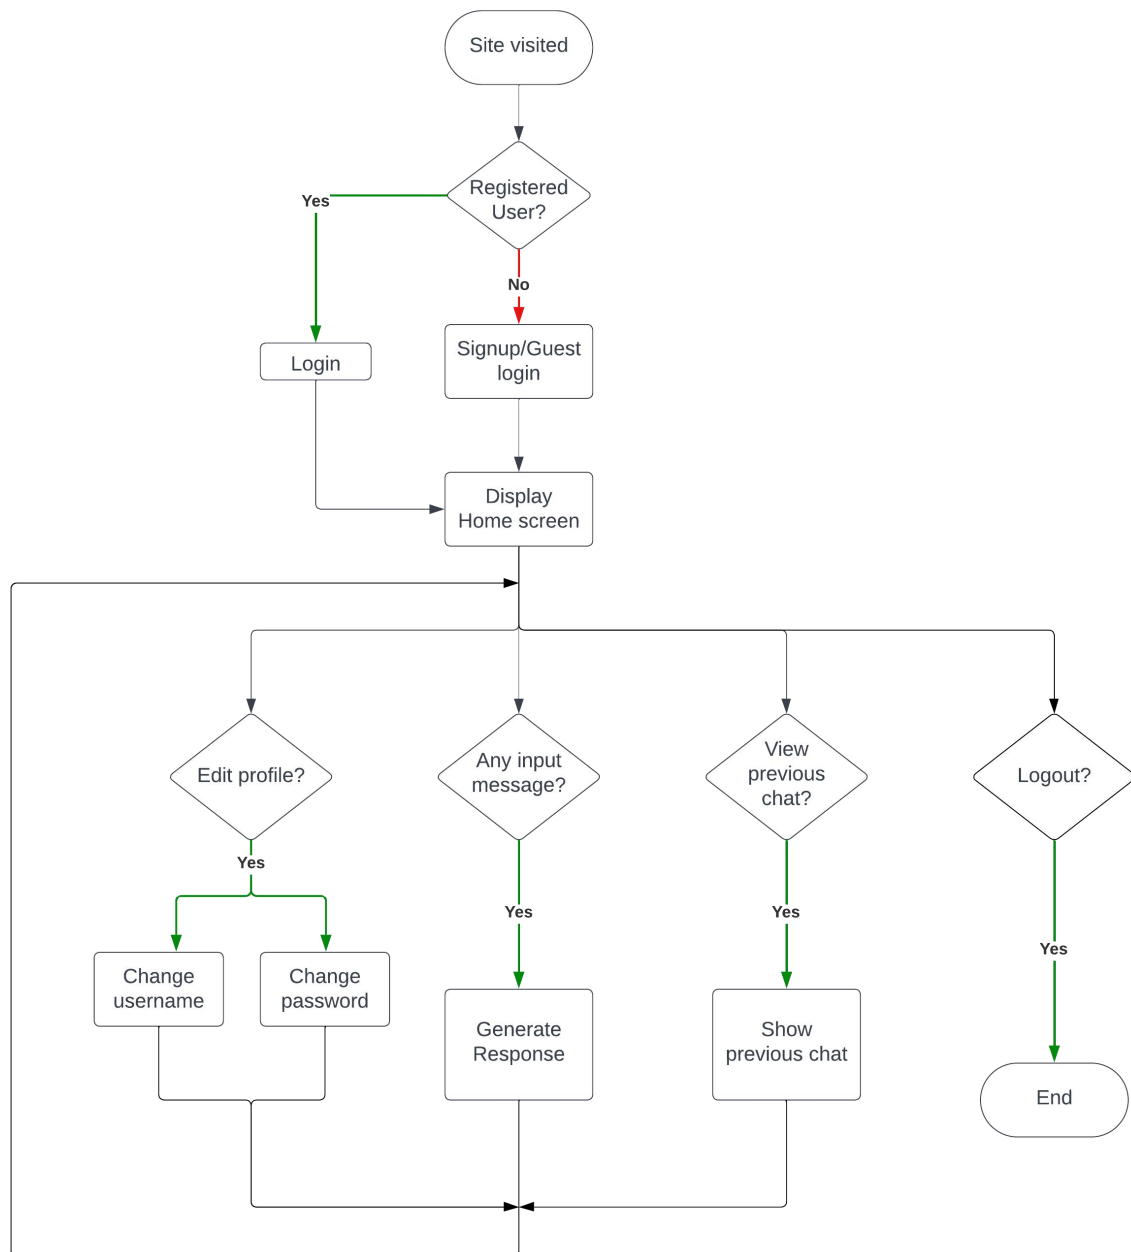 Site visited
Registered
User?
Yes
No
Login
Signup/Guest
login
Display
Home screen
Edit profile?
Any input
message?
View
previous
chat?
Logout?
Yes
Yes
Yes
Yes
Change
username
Change
password
Generate
Response
Show
previous chat
End